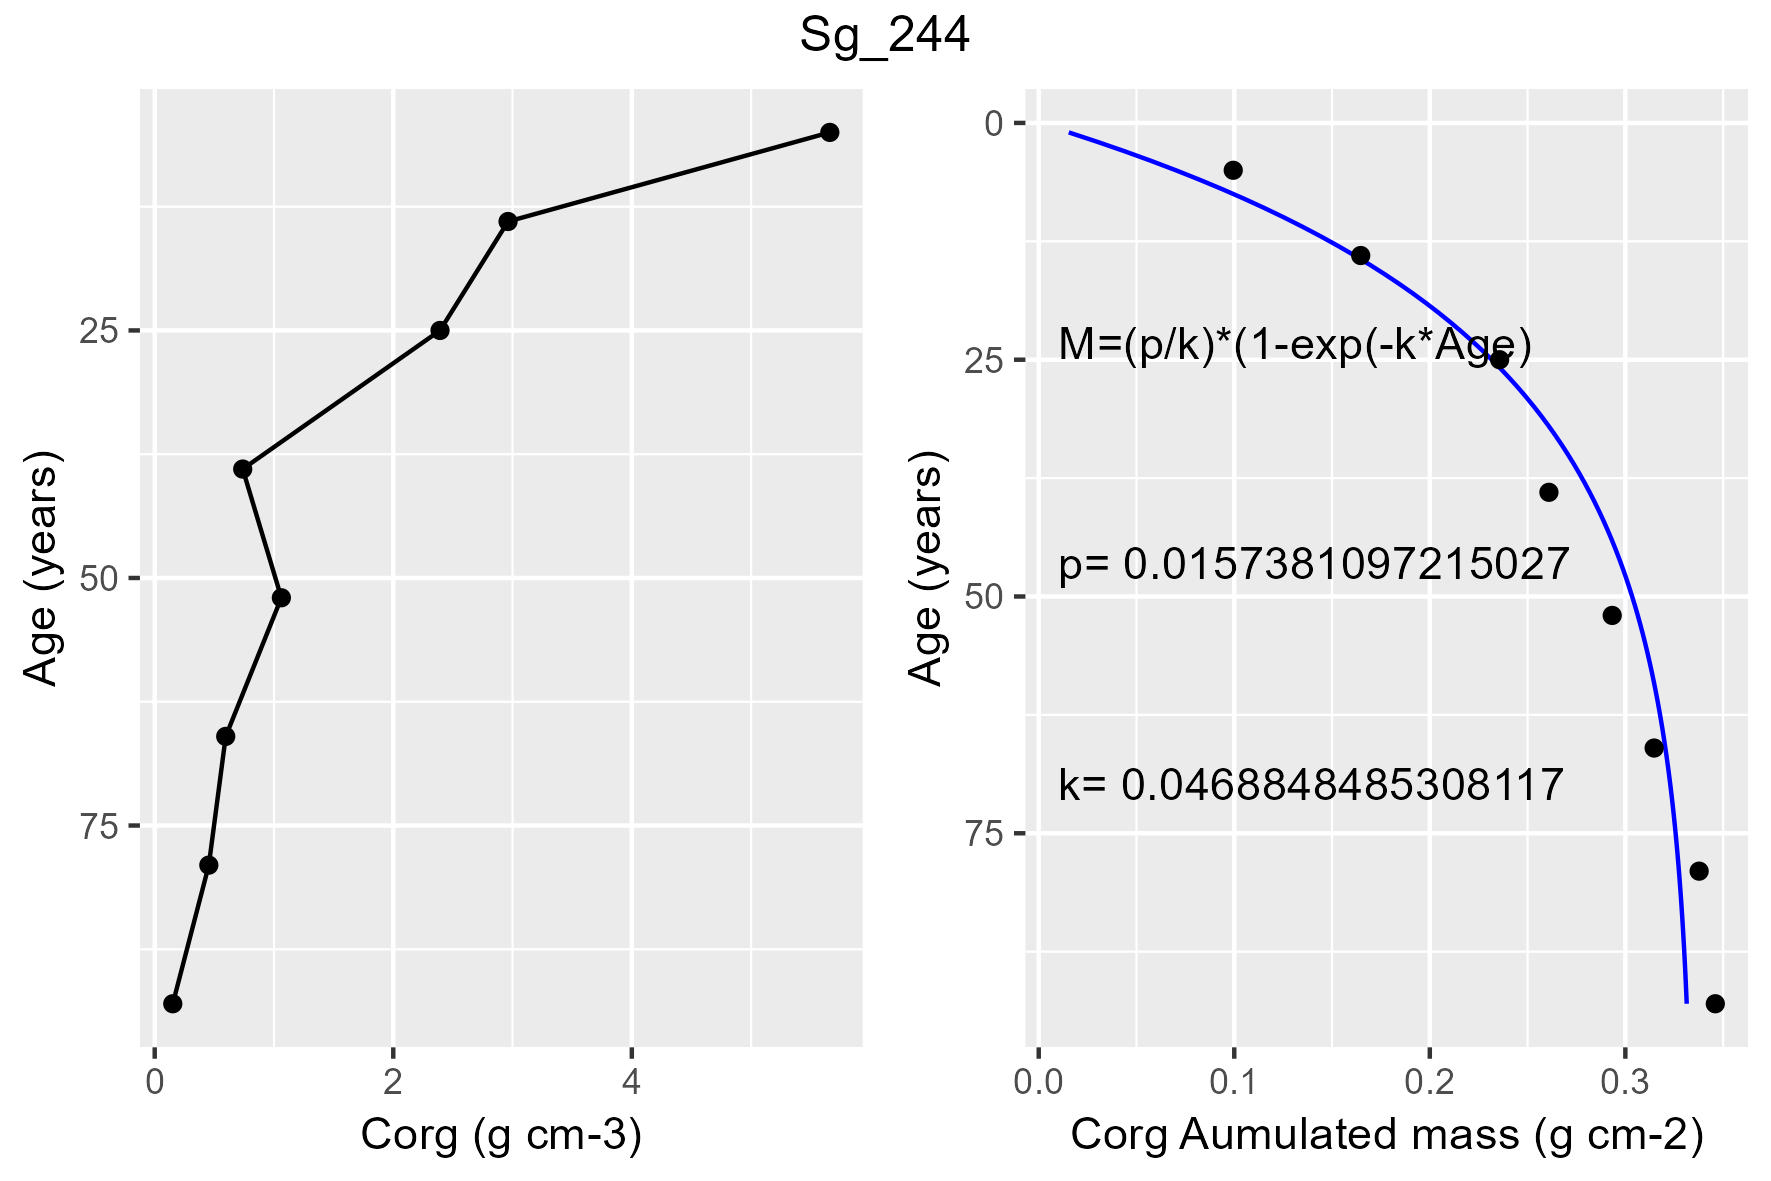 Sg_244
Age (years)
25
50
75
0
2
4
Corg (g cm-3)
Age (years)
0
25
50
75
M=(p/k)*(1-exp(-k*Age)
p= 0.0157381097215027
k= 0.0468848485308117
0.0
0.1
0.2
0.3
Corg Aumulated mass (g cm-2)